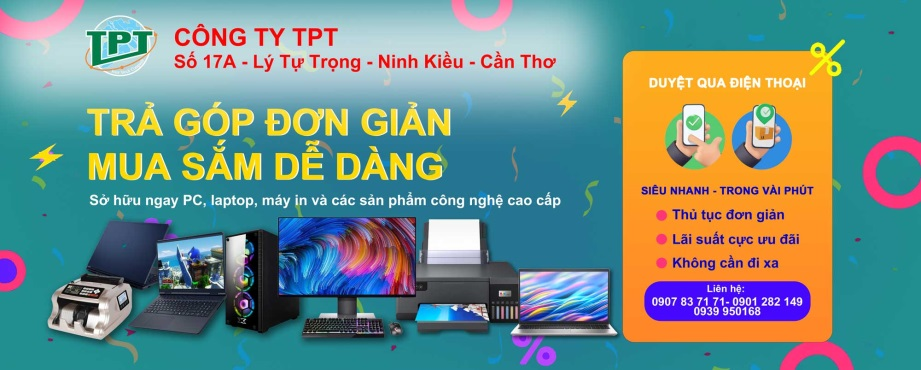 TPT
CÔNG TY TPT
Số 17A - Lý Tự Trọng - Ninh Kiều - Cần Thơ
TRẢ GÓP ĐƠN GIẢN
MUA SẮM DỄ DÀNG
Sở hữu ngay PC, laptop, máy in và các sản phẩm công nghệ cao cấp
DUYỆT QUA ĐIỆN THOẠI
SIÊU NHANH - TRONG VÀI PHÚT
Thủ tục đơn giản
Lãi suất cực ưu đãi
Không cần đi xa
Liên hệ:
0907 83 71 71- 0901 282 149
0939 950168